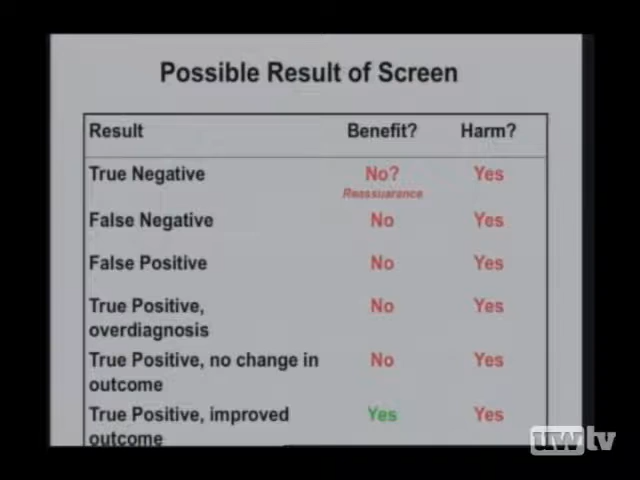 Possible Result of Screen
Result Benefit? Harm?
True Negative No? Yes
Reassuarance
False Negative No Yes
False Positive No Yes
True Positive, No Yes
overdiagnosis
True Positive, no change in No Yes
outcome
True Positive, improved Yes Yes
outcome
uwtv